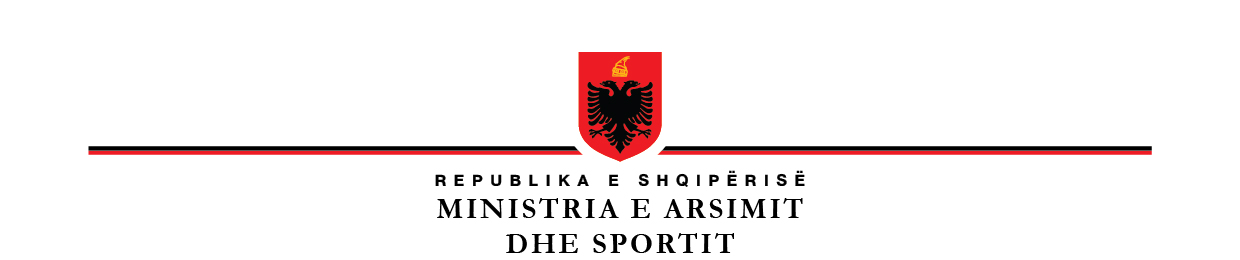 REPUBLIKA E SHQIPËRISË
MINISTRIA E ARSIMIT
DHE SPORTIT